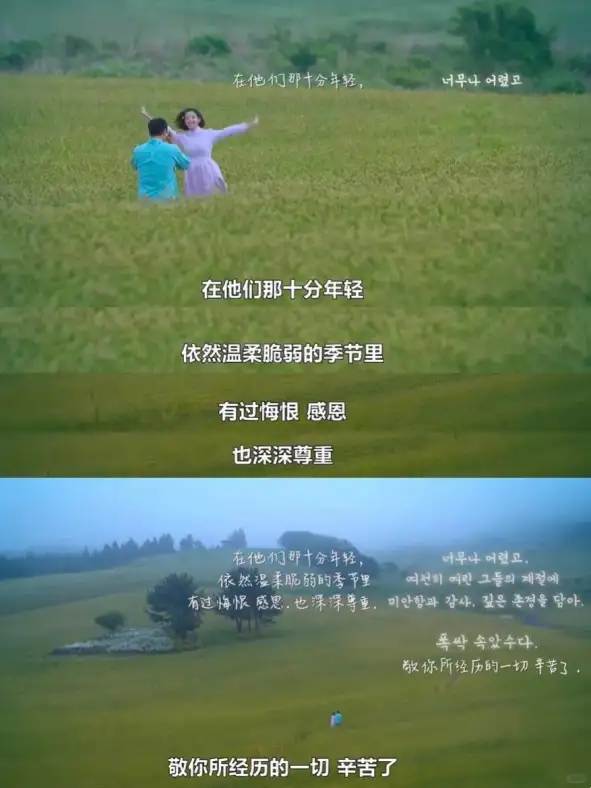 在他们那十分年轻，
너무나 어렸고
在他们那十分年轻
依然温柔脆弱的季节里
有过悔恨 感恩
也深深尊重
在他们那十分年轻，
依然温柔脆弱的季节里
有过悔恨 感恩.也深深尊重.
너무나 어렸고.
여전히 여린 그들의 계절에
미안함과 감사, 깊은 존경을 담아.
폭싹 속았수다.
敬你所经历的一切 辛苦了.
敬你所经历的一切 辛苦了